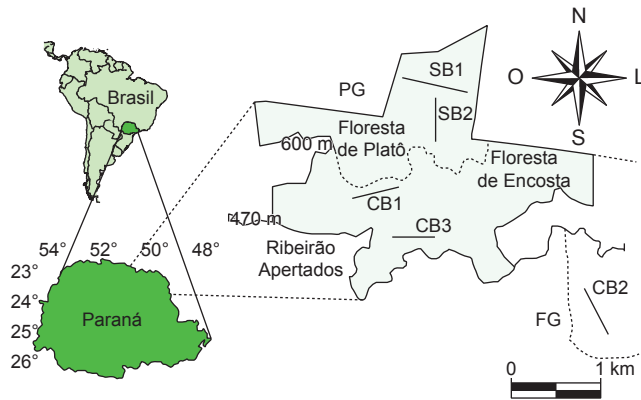 N
O
L
S
Brasil
PG
SB1
SB2
600 m
Floresta
de Platô
Floresta
de Encosta
CB1
470 m
CB3
Ribeirão
Apertados
54°
52°
50°
48°
23°
24°
25°
26°
Paraná
CB2
FG
0
1 km